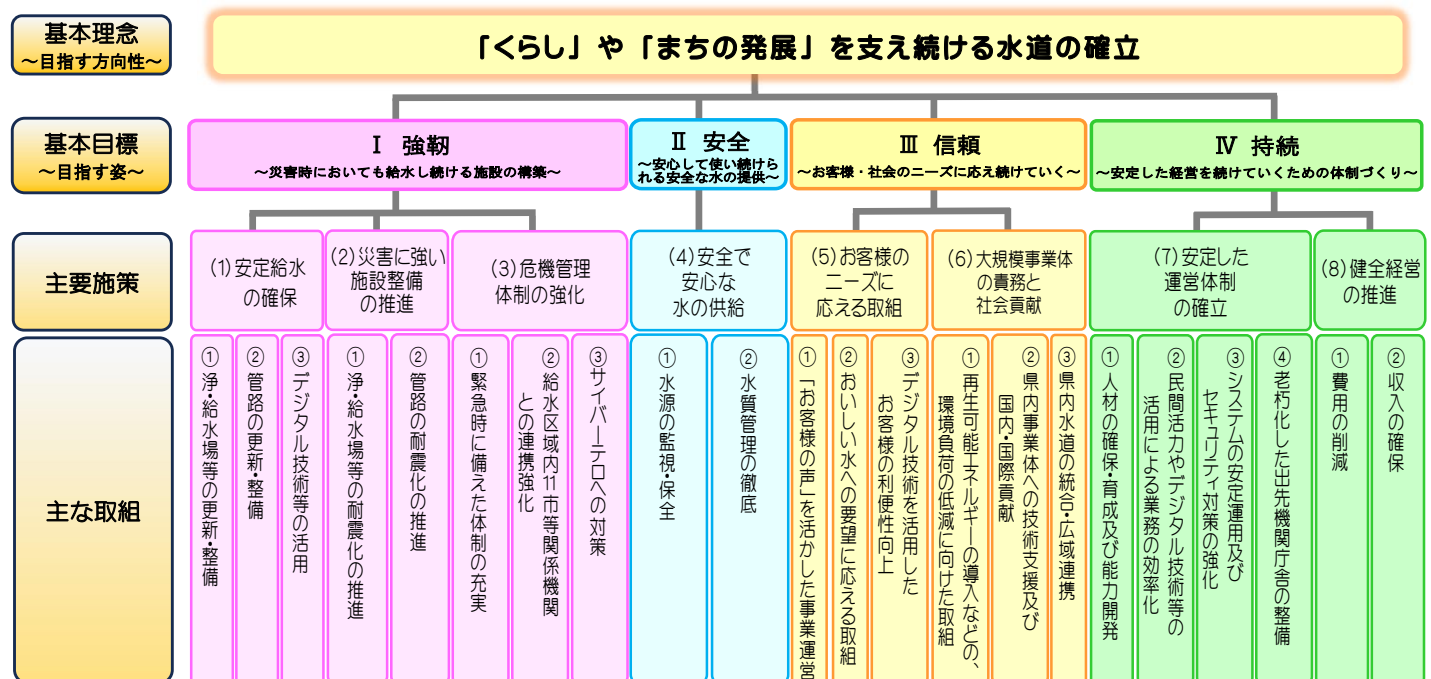 基本理念
～目指す方向性～
「くらし」や「まちの発展」を支え続ける水道の確立
基本目標
～目指す姿～
Ⅰ 強靭
～災害時においても給水し続ける施設の構築～
Ⅱ 安全
～安心して使い続けら
れる安全な水の提供～
Ⅲ 信頼
～お客様・社会のニーズに応え続けていく～
Ⅳ 持続
～安定した経営を続けていくための体制づくり～
主要施策
(1)安定給水
の確保
(2)災害に強い
施設整備
の推進
(3)危機管理
体制の強化
(4)安全で
安心な
水の供給
(5)お客様の
ニーズに
応える取組
(6)大規模事業体
の責務と
社会貢献
(7)安定した
運営体制
の確立
(8)健全経営
の推進
主な取組
①浄・給水場等の更新・整備
②管路の更新・整備
③デジタル技術等の活用
①浄・給水場等の耐震化の推進
②管路の耐震化の推進
①緊急時に備えた体制の充実
②給水区域内11市等関係機関
との連携強化
③サイバーテロへの対策
①水源の監視・保全
②水質管理の徹底
①「お客様の声」を活かした事業運営
②おいしい水への要望に応える取組
③デジタル技術を活用した
お客様の利便性向上
①再生可能エネルギーの導入などの、
環境負荷の低減に向けた取組
②県内事業体への技術支援及び
国内・国際貢献
③県内水道の統合・広域連携
①人材の確保・育成及び能力開発
②民間活力やデジタル技術等の
活用による業務の効率化
③システムの安定運用及び
セキュリティ対策の強化
④老朽化した出先機関庁舎の整備
①費用の削減
②収入の確保